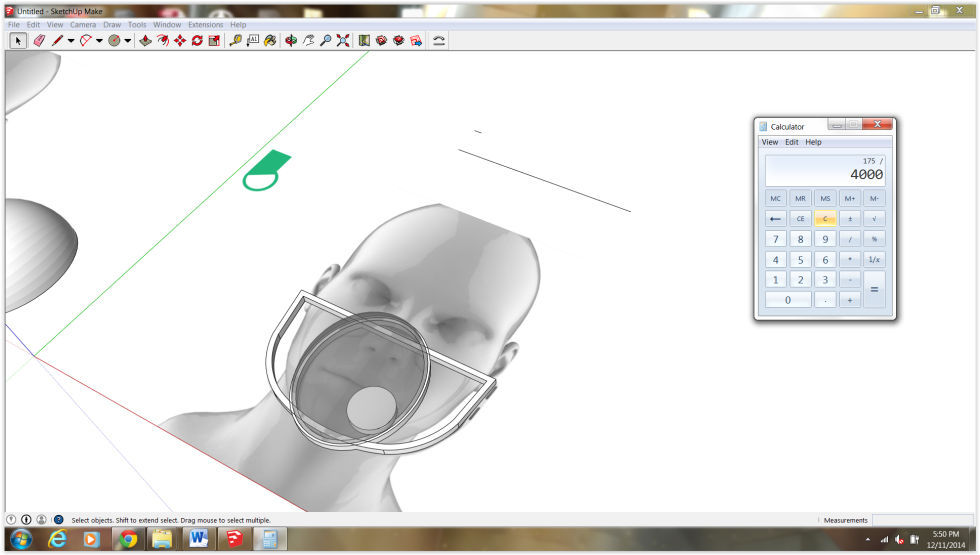 Untitled - SketchUp Make
File Edit View Camera Draw Tools Window Extensions Help
A1
Calculator
View Edit Help
175 /
4000
MC MR MS M+ M-
← CE C ± √
7 8 9 / %
4 5 6 * 1/x
1 2 3 - =
0 . +
Select objects. Shift to extend select. Drag mouse to select multiple.
Measurements
W
5:50 PM
12/11/2014